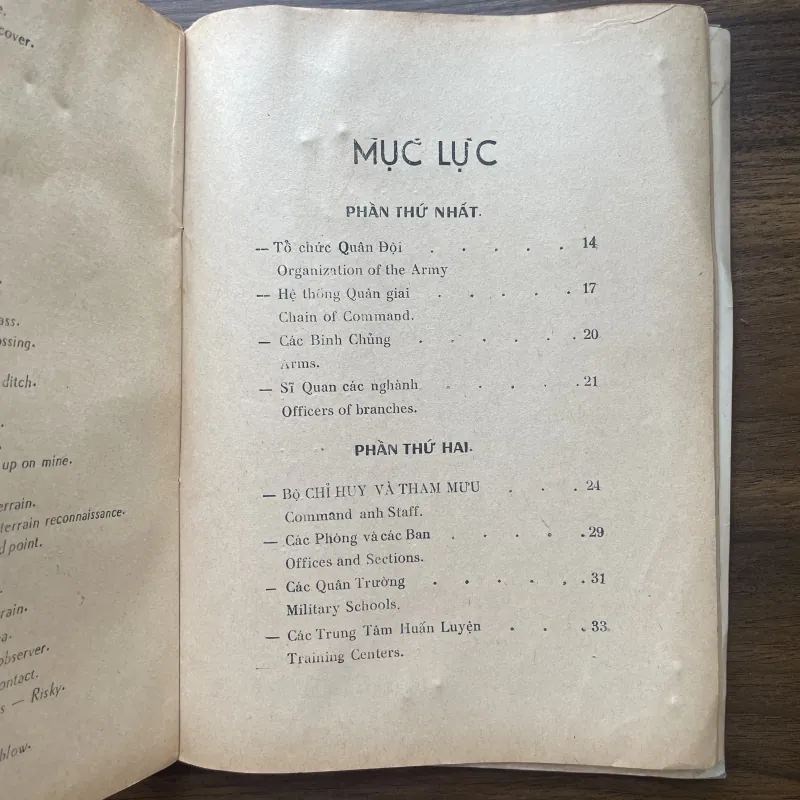 e.
cover.
ass.
ossing.
ditch.
up on mine.
errain.
terrain reconnaissance.
d point.
rain.
a.
observer.
ontact.
s — Risky.
blow.
MỤC LỤC
PHẦN THỨ NHẤT.
— Tổ chức Quân Đội . . . . . 14
Organization of the Army
— Hệ thống Quân giai . . . . . 17
Chain of Command.
— Các Binh Chủng . . . . . 20
Arms.
— Sĩ Quan các nghành . . . . . 21
Officers of branches.
PHẦN THỨ HAI.
— Bộ CHỈ HUY VÀ THAM MƯU . . . 24
Command anh Staff.
— Các Phòng và các Ban . . . . . 29
Offices and Sections.
— Các Quân Trường . . . . . 31
Military Schools.
— Các Trung Tâm Huấn Luyện . . . 33
Training Centers.